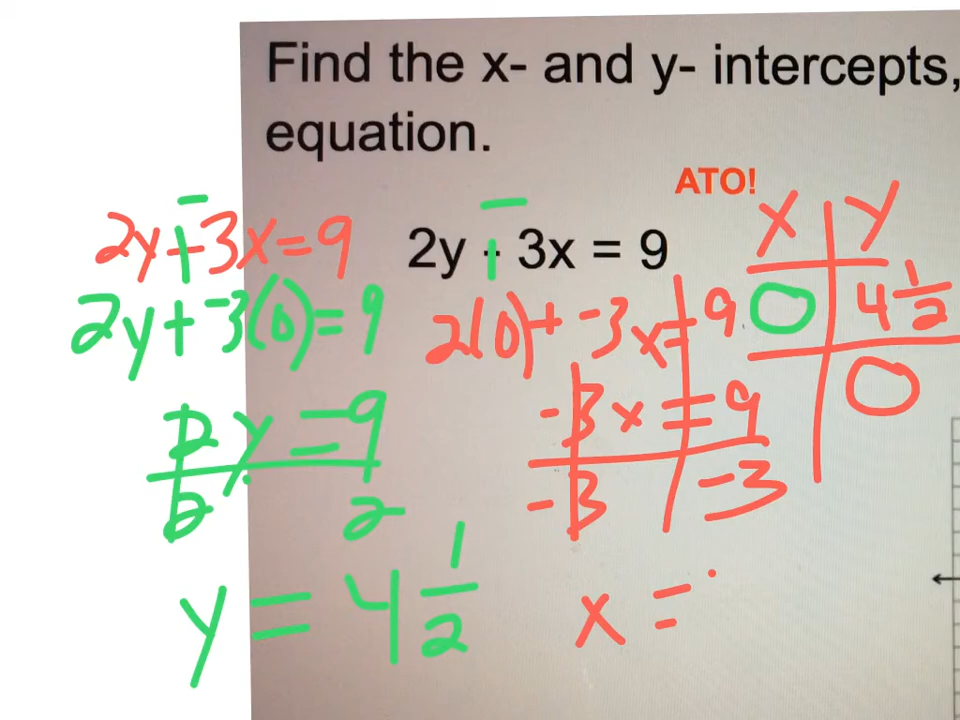 Find the x- and y- intercepts,
equation.
ATO!
2y + -3x = 9
2y + -3x = 9
x y
2y + -3(0) = 9
2(0) + -3x = 9
0 4 1/2
0
2y = 9
2 2
-3x = 9
-3 -3
y = 4 1/2
x =